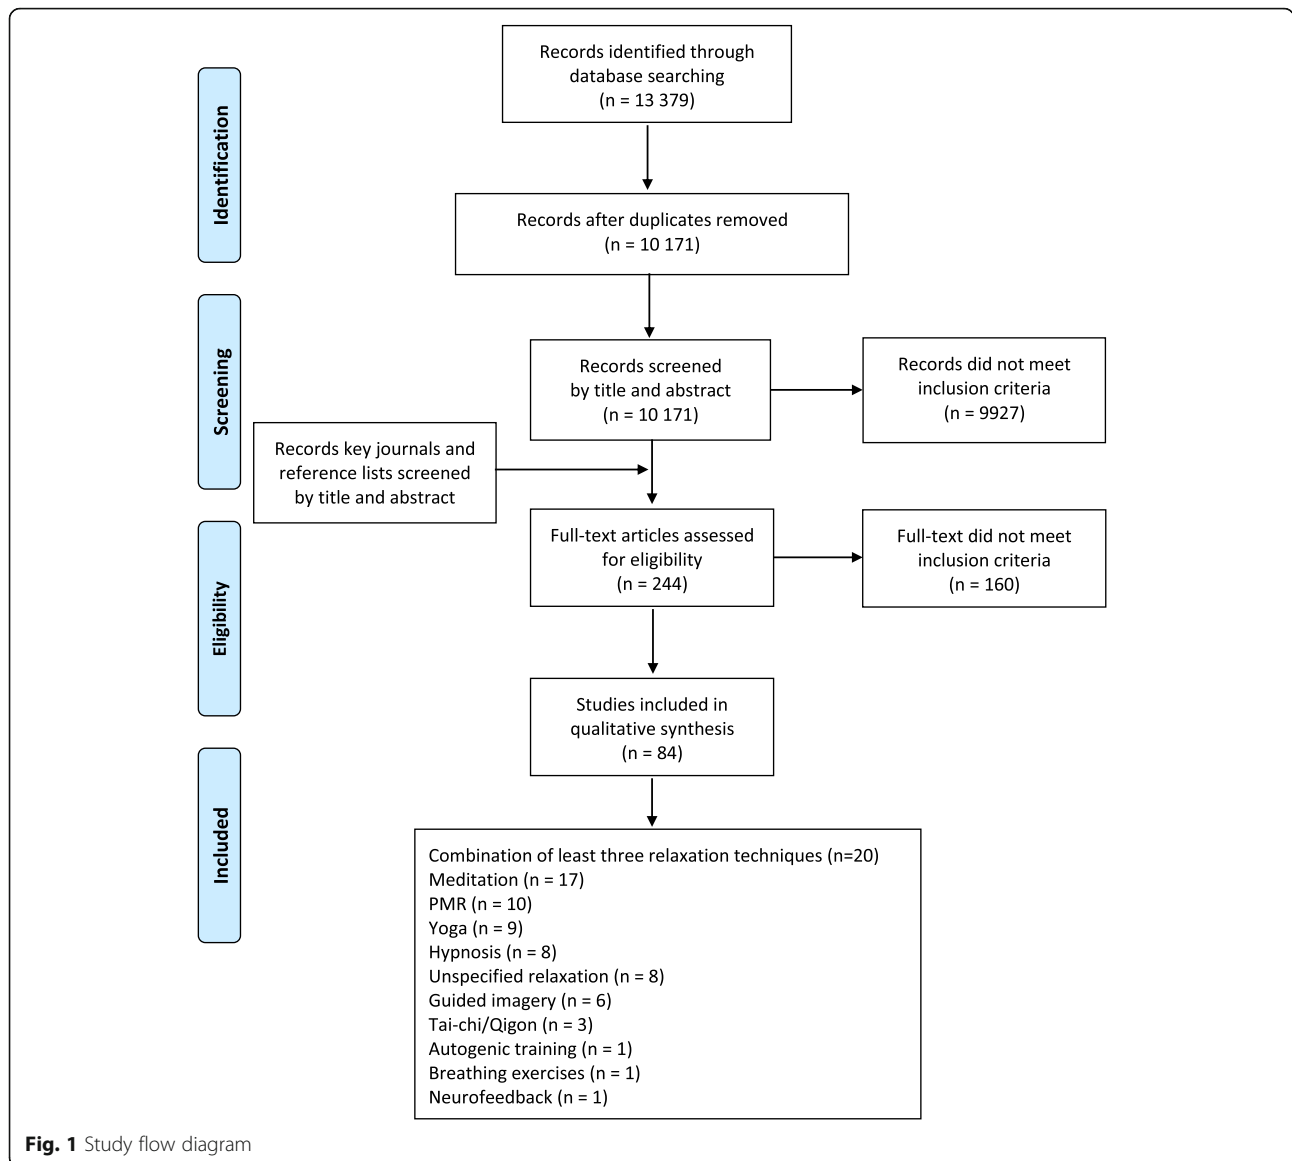 Records identified through
database searching
(n = 13 379)
Identification
Records after duplicates removed
(n = 10 171)
Screening
Records screened
by title and abstract
(n = 10 171)
Records did not meet
inclusion criteria
(n = 9927)
Records key journals and
reference lists screened
by title and abstract
Eligibility
Full-text articles assessed
for eligibility
(n = 244)
Full-text did not meet
inclusion criteria
(n = 160)
Studies included in
qualitative synthesis
(n = 84)
Included
Combination of least three relaxation techniques (n=20)
Meditation (n = 17)
PMR (n = 10)
Yoga (n = 9)
Hypnosis (n = 8)
Unspecified relaxation (n = 8)
Guided imagery (n = 6)
Tai-chi/Qigon (n = 3)
Autogenic training (n = 1)
Breathing exercises (n = 1)
Neurofeedback (n = 1)
Fig. 1 Study flow diagram